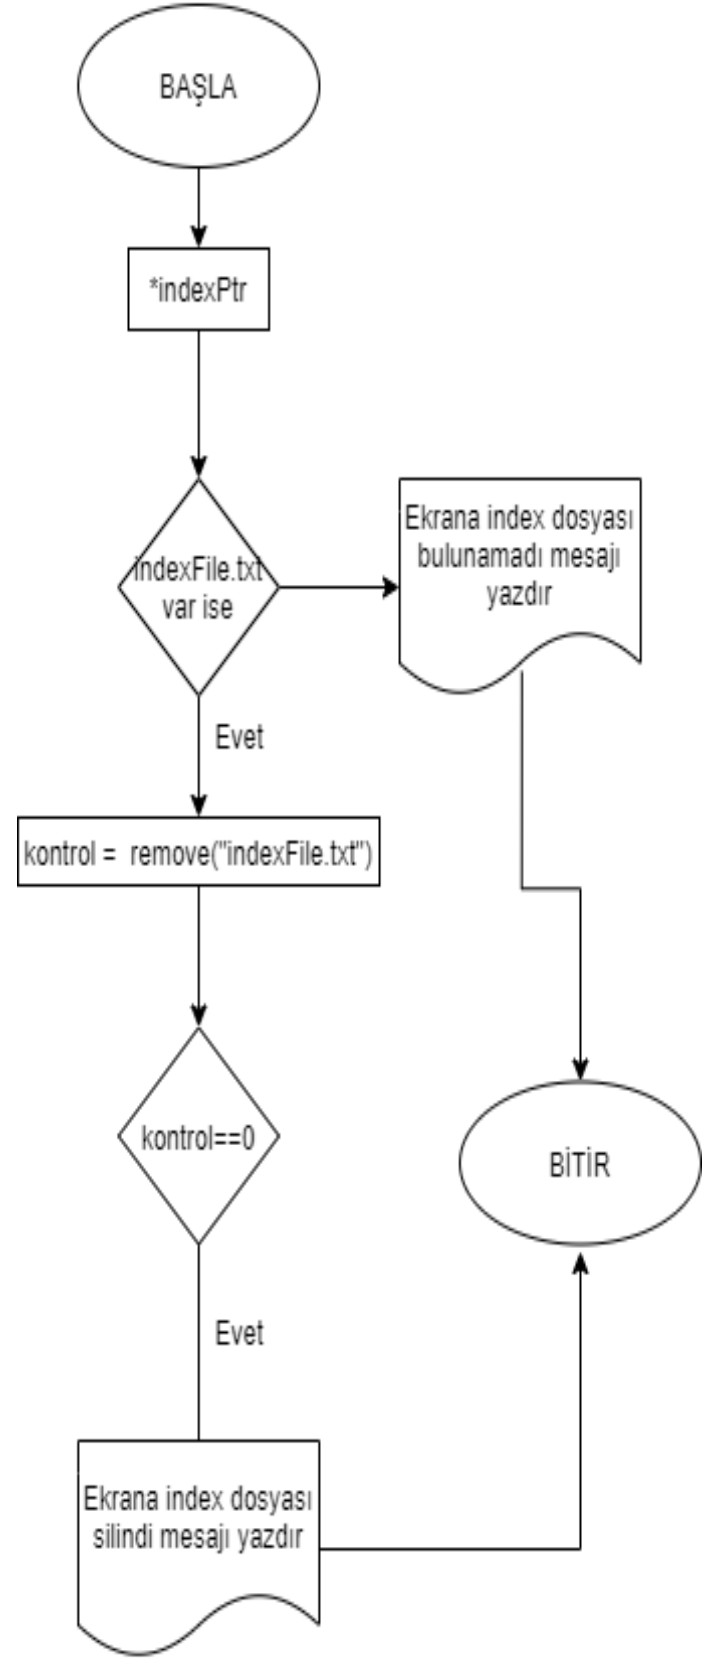 BAŞLA
*indexPtr
indexFile.txt
var ise
Ekrana index dosyası
bulunamadı mesajı
yazdır
Evet
kontrol = remove("indexFile.txt")
kontrol==0
BİTİR
Evet
Ekrana index dosyası
silindi mesajı yazdır